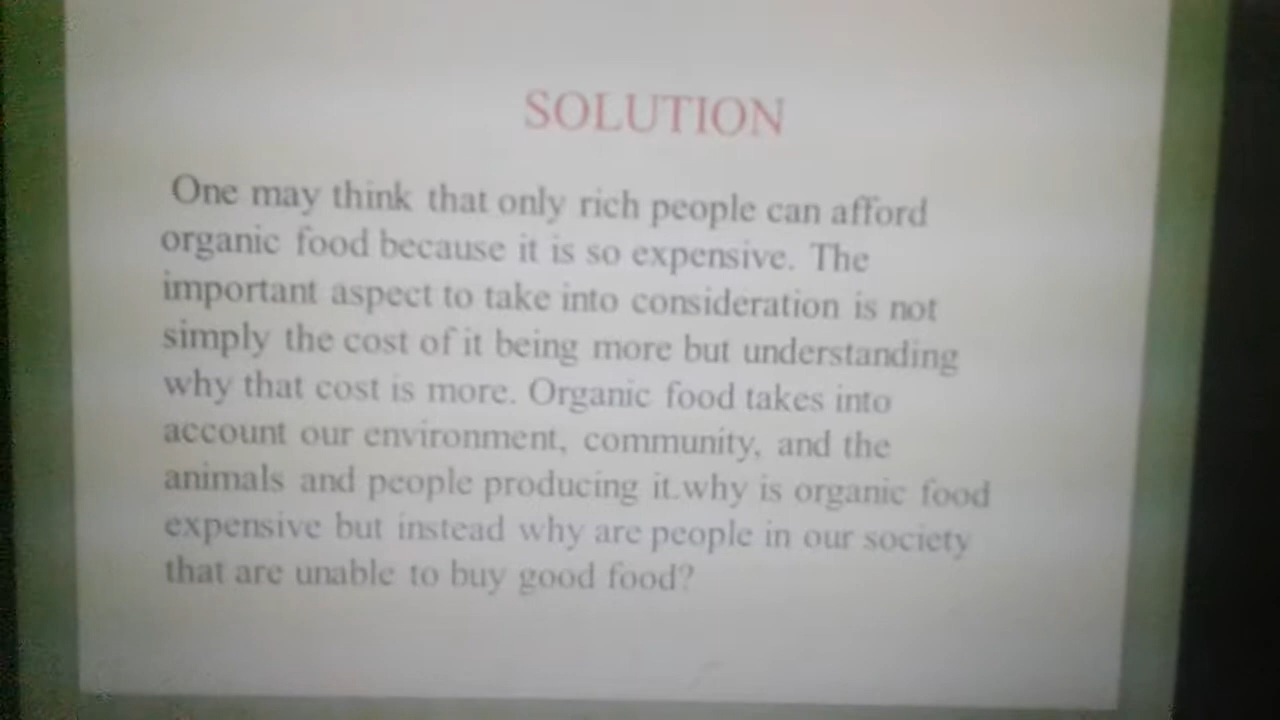 SOLUTION
One may think that only rich people can afford
organic food because it is so expensive. The
important aspect to take into consideration is not
simply the cost of it being more but understanding
why that cost is more. Organic food takes into
account our environment, community, and the
animals and people producing it.why is organic food
expensive but instead why are people in our society
that are unable to buy good food?